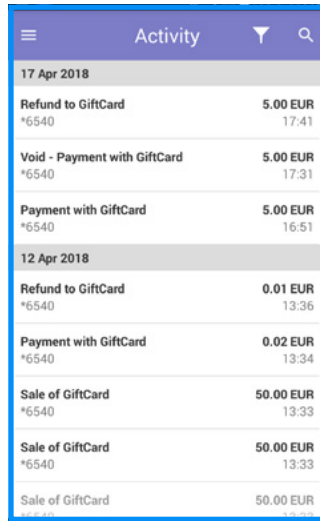 Activity
17 Apr 2018
Refund to GiftCard 5.00 EUR
*6540 17:41
Void - Payment with GiftCard 5.00 EUR
*6540 17:31
Payment with GiftCard 5.00 EUR
*6540 16:51
12 Apr 2018
Refund to GiftCard 0.01 EUR
*6540 13:36
Payment with GiftCard 0.02 EUR
*6540 13:34
Sale of GiftCard 50.00 EUR
*6540 13:33
Sale of GiftCard 50.00 EUR
*6540 13:33
Sale of GiftCard 50.00 EUR